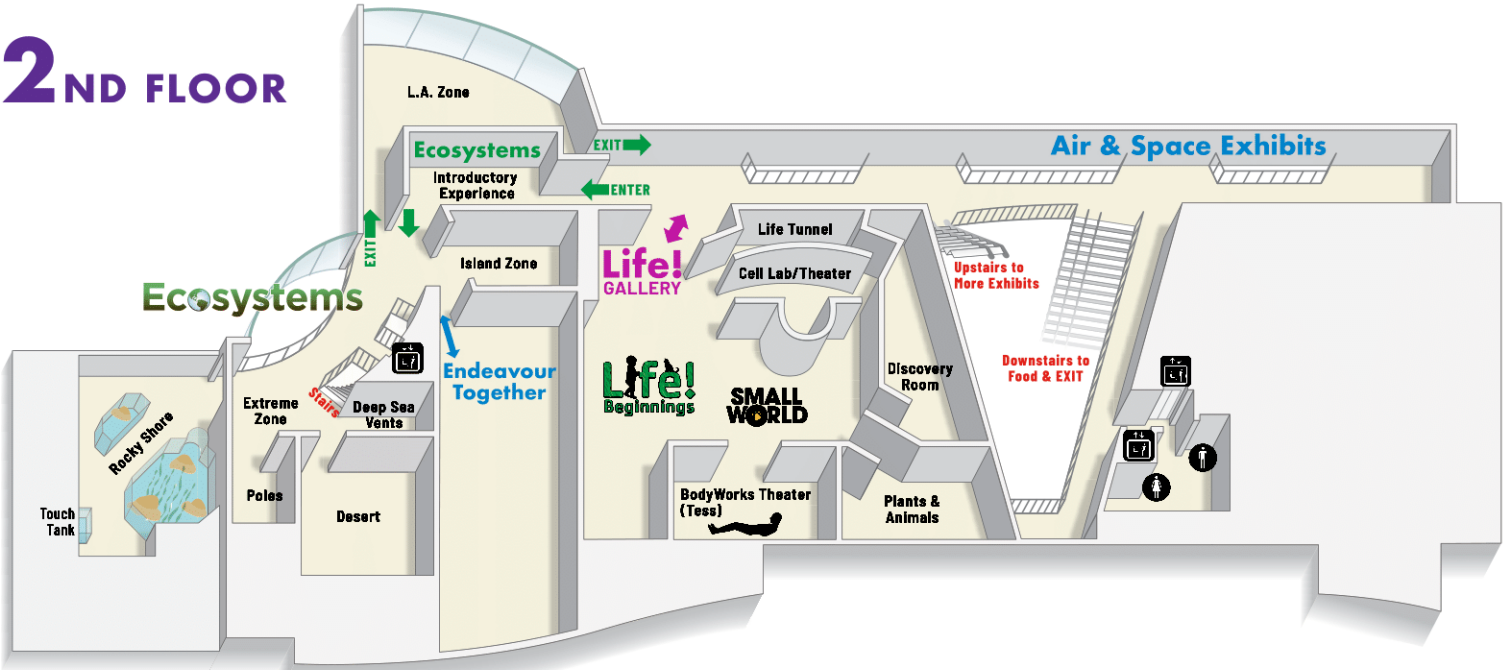 2ND FLOOR
L.A. Zone
Ecosystems
EXIT
Air & Space Exhibits
Introductory
Experience
ENTER
EXIT
Island Zone
Life!
GALLERY
Life Tunnel
Cell Lab/Theater
Upstairs to
More Exhibits
Ecosystems
Endeavour
Together
Stairs
Deep Sea
Vents
Extreme
Zone
Life!
Beginnings
SMALL
WORLD
Discovery
Room
Downstairs to
Food & EXIT
Rocky Shore
Touch
Tank
Poles
Desert
BodyWorks Theater
(Tess)
Plants &
Animals